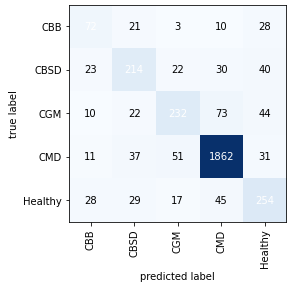 CBB 72 21 3 10 28
CBSD 23 214 22 30 40
CGM 10 22 232 73 44
CMD 11 37 51 1862 31
Healthy 28 29 17 45 254
true label
CBB CBSD CGM CMD Healthy
predicted label